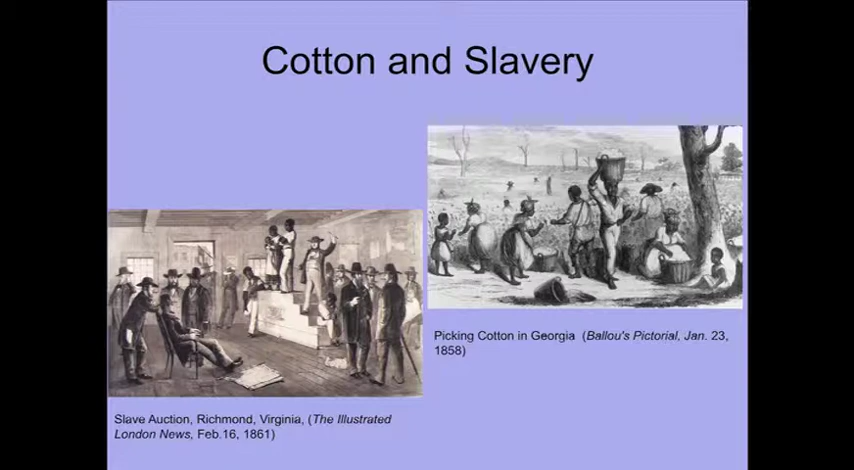 Cotton and Slavery
Picking Cotton in Georgia (Ballou's Pictorial, Jan. 23,
1858)
Slave Auction, Richmond, Virginia, (The Illustrated
London News, Feb.16, 1861)